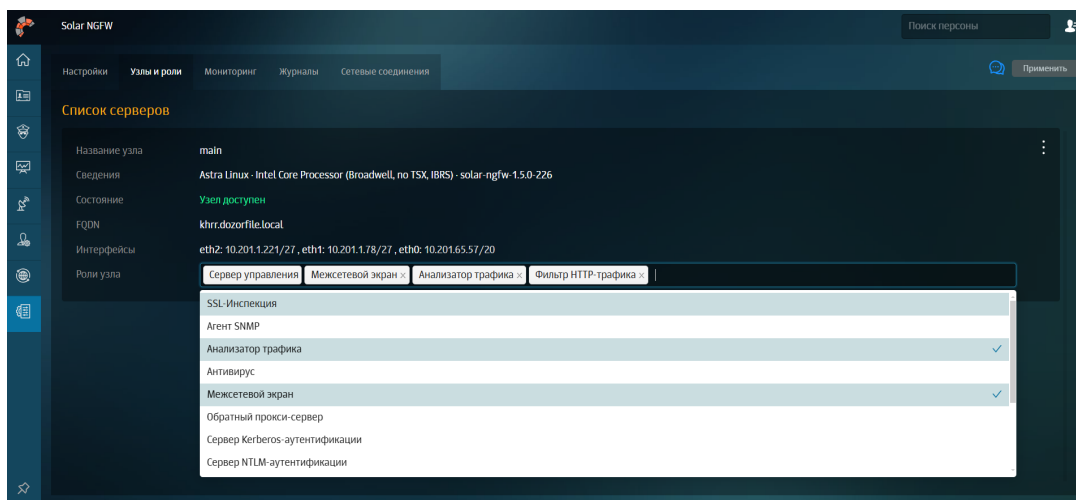 Solar NGFW
Поиск персоны
Настройки Узлы и роли Мониторинг Журналы Сетевые соединения
Применить
Список серверов
Название узла main
Сведения Astra Linux - Intel Core Processor (Broadwell, no TSX, IBRS) - solar-ngfw-1.5.0-226
Состояние Узел доступен
FQDN khrr.dozorfile.local
Интерфейсы eth2: 10.201.1.221/27 , eth1: 10.201.1.78/27 , eth0: 10.201.65.57/20
Роли узла Сервер управления Межсетевой экран × Анализатор трафика × Фильтр HTTP-трафика ×
SSL-Инспекция
Агент SNMP
Анализатор трафика
Антивирус
Межсетевой экран
Обратный прокси-сервер
Сервер Kerberos-аутентификации
Сервер NTLM-аутентификации